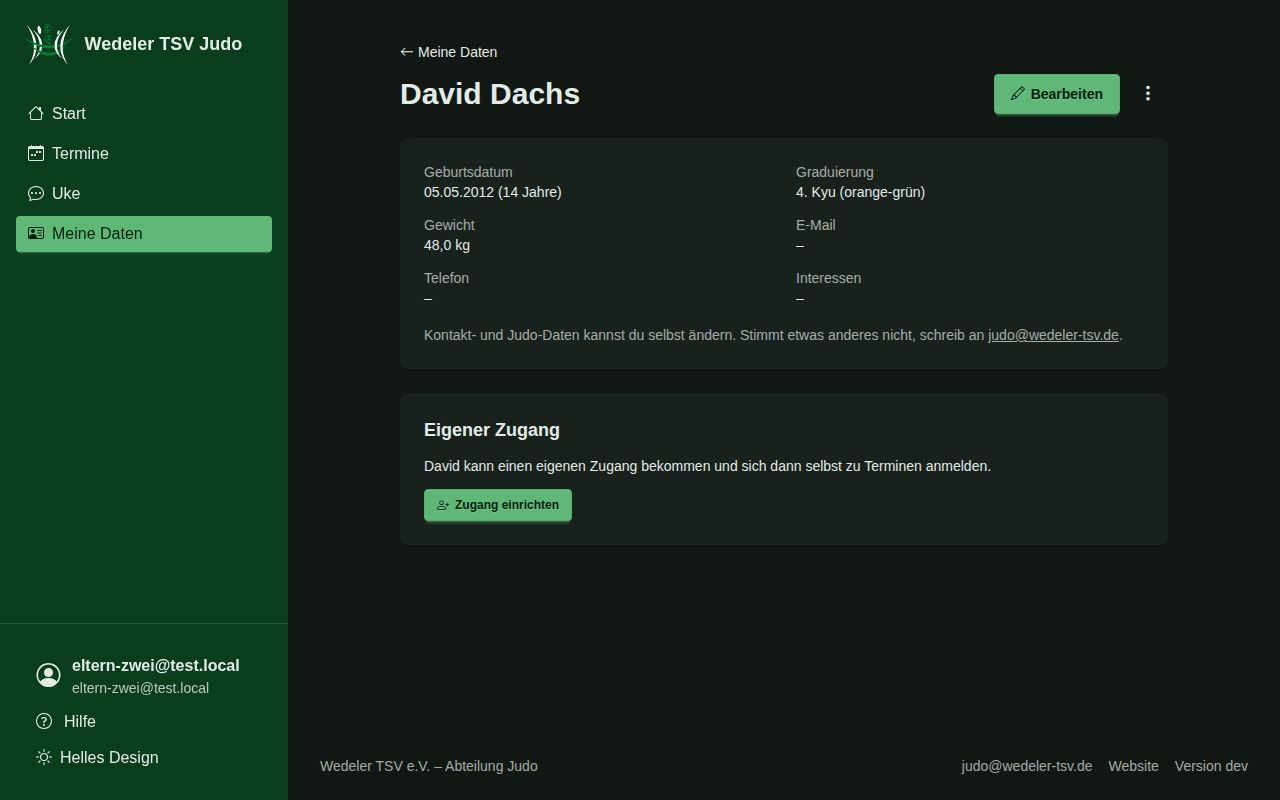 Wedeler TSV Judo
Start
Termine
Uke
Meine Daten
eltern-zwei@test.local
eltern-zwei@test.local
Hilfe
Helles Design
← Meine Daten
David Dachs
Bearbeiten
Geburtsdatum
05.05.2012 (14 Jahre)
Graduierung
4. Kyu (orange-grün)
Gewicht
48,0 kg
E-Mail
–
Telefon
–
Interessen
–
Kontakt- und Judo-Daten kannst du selbst ändern. Stimmt etwas anderes nicht, schreib an judo@wedeler-tsv.de.
Eigener Zugang
David kann einen eigenen Zugang bekommen und sich dann selbst zu Terminen anmelden.
Zugang einrichten
Wedeler TSV e.V. – Abteilung Judo
judo@wedeler-tsv.de Website Version dev